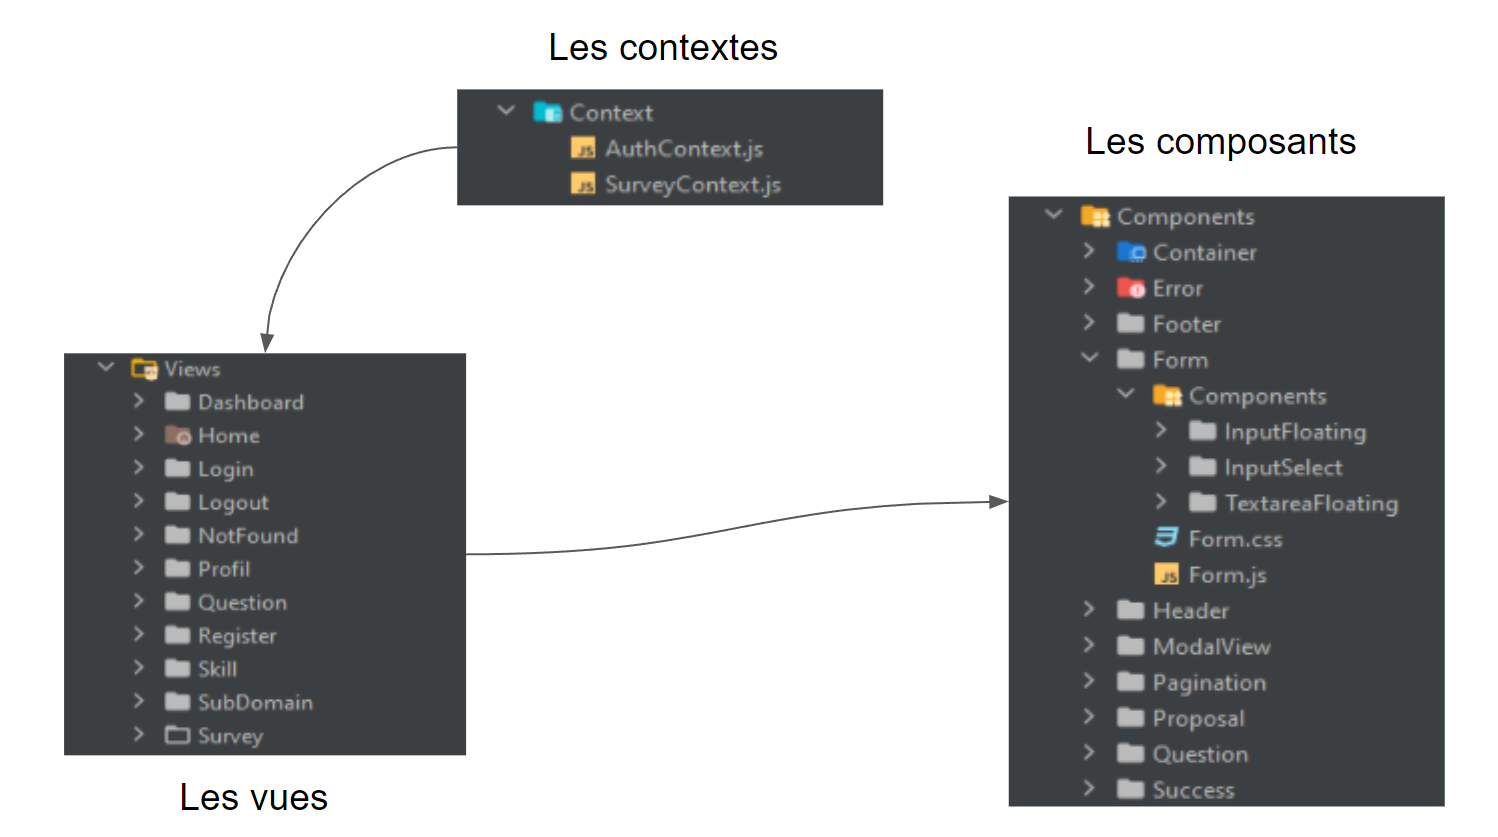 Les contextes
Context
AuthContext.js
SurveyContext.js
Les composants
Components
Container
Error
Footer
Form
Components
InputFloating
InputSelect
TextareaFloating
Form.css
Form.js
Header
ModalView
Pagination
Proposal
Question
Success
Views
Dashboard
Home
Login
Logout
NotFound
Profil
Question
Register
Skill
SubDomain
Survey
Les vues